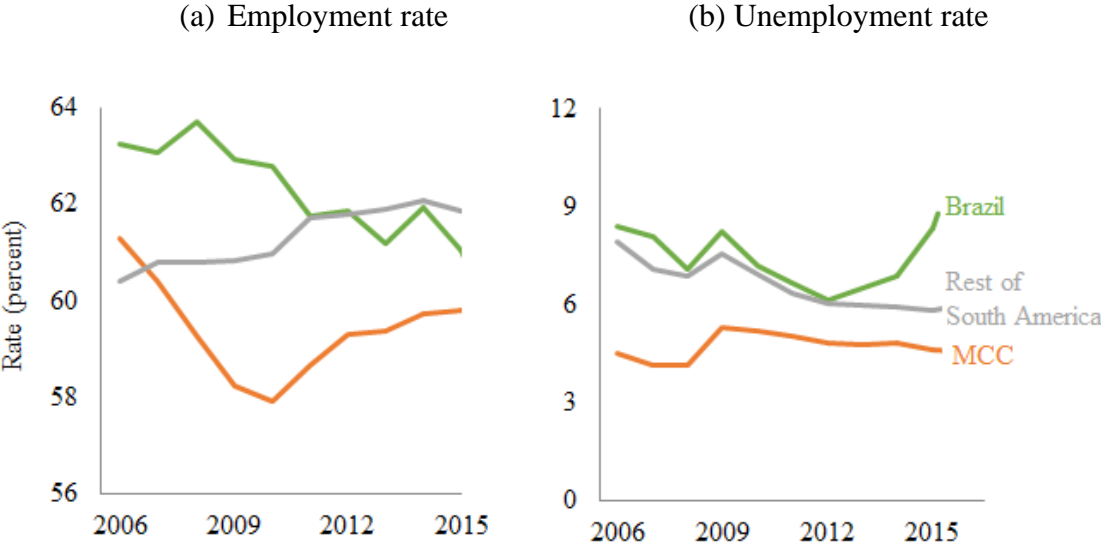 (a) Employment rate
(b) Unemployment rate
Rate (percent)
64
62
60
58
56
2006 2009 2012 2015
12
9
6
3
0
2006 2009 2012 2015
Brazil
Rest of
South America
MCC